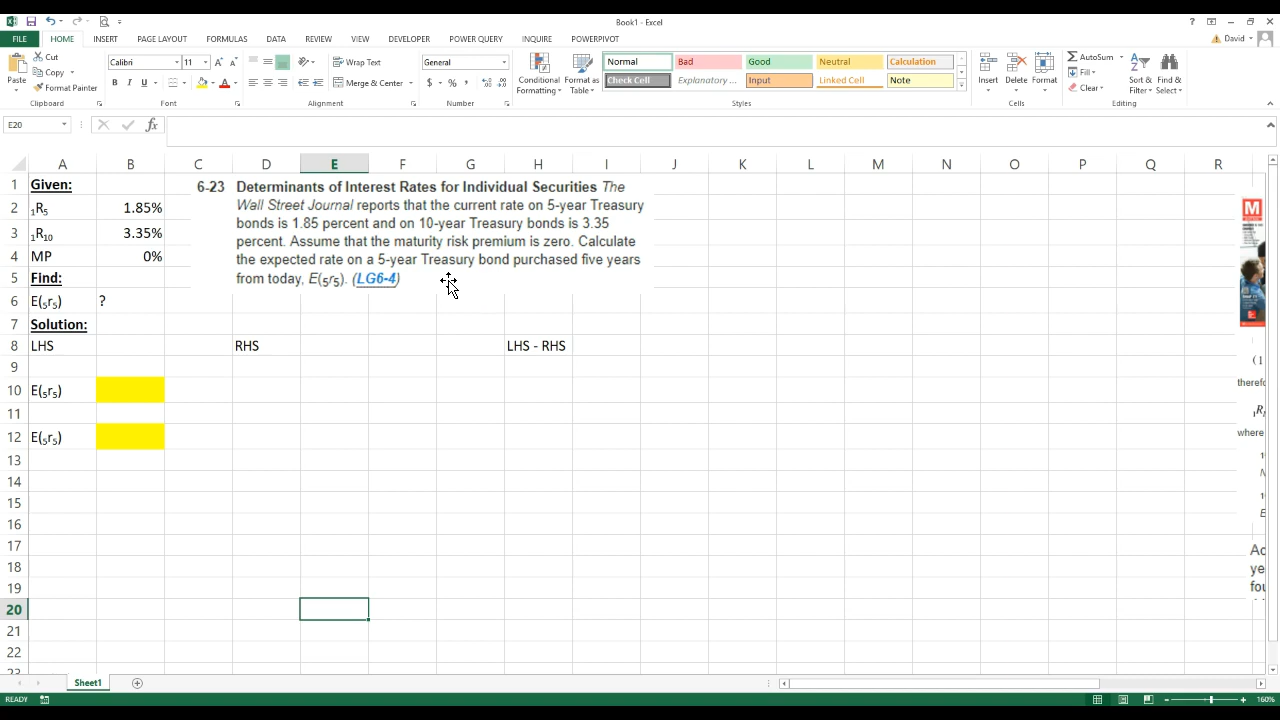 Book1 - Excel
FILE HOME INSERT PAGE LAYOUT FORMULAS DATA REVIEW VIEW DEVELOPER POWER QUERY INQUIRE POWERPIVOT David
Paste Cut Copy Format Painter Clipboard
Calibri 11 B I U A Font
Wrap Text Merge & Center Alignment
General $ % , Number
Conditional Formatting Format as Table
Normal Bad Good Neutral Calculation
Check Cell Explanatory ... Input Linked Cell Note
Styles
Insert Delete Format Cells
AutoSum Fill Clear Sort & Filter Find & Select Editing
E20 fx
A B C D E F G H I J K L M N O P Q R
1 Given:
2 ₁R₅ 1.85%
3 ₁R₁₀ 3.35%
4 MP 0%
5 Find:
6 E(₅r₅) ?
7 Solution:
8 LHS RHS LHS - RHS
9
10 E(₅r₅)
11
12 E(₅r₅)
13
14
15
16
17
18
19
20
21
22
23
6-23 Determinants of Interest Rates for Individual Securities The
Wall Street Journal reports that the current rate on 5-year Treasury
bonds is 1.85 percent and on 10-year Treasury bonds is 3.35
percent. Assume that the maturity risk premium is zero. Calculate
the expected rate on a 5-year Treasury bond purchased five years
from today, E(₅r₅). (LG6-4)
M
(1
where
Sheet1
READY 160%